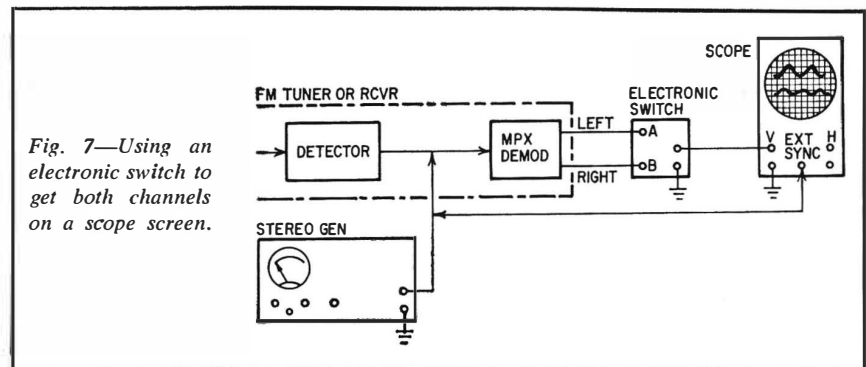 Fig. 7—Using an
electronic switch to
get both channels
on a scope screen.
FM TUNER OR RCVR
DETECTOR
MPX
DEMOD
LEFT
RIGHT
ELECTRONIC
SWITCH
A
B
SCOPE
V EXT H
SYNC
STEREO GEN